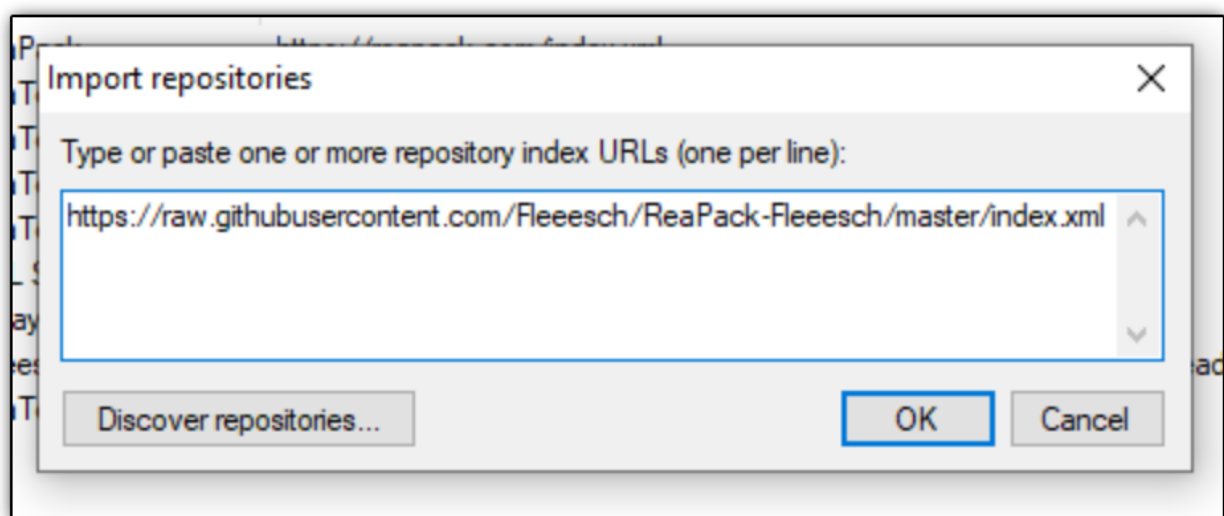 Import repositories
Type or paste one or more repository index URLs (one per line):
https://raw.githubusercontent.com/Fleeesch/ReaPack-Fleeesch/master/index.xml
Discover repositories...
OK
Cancel